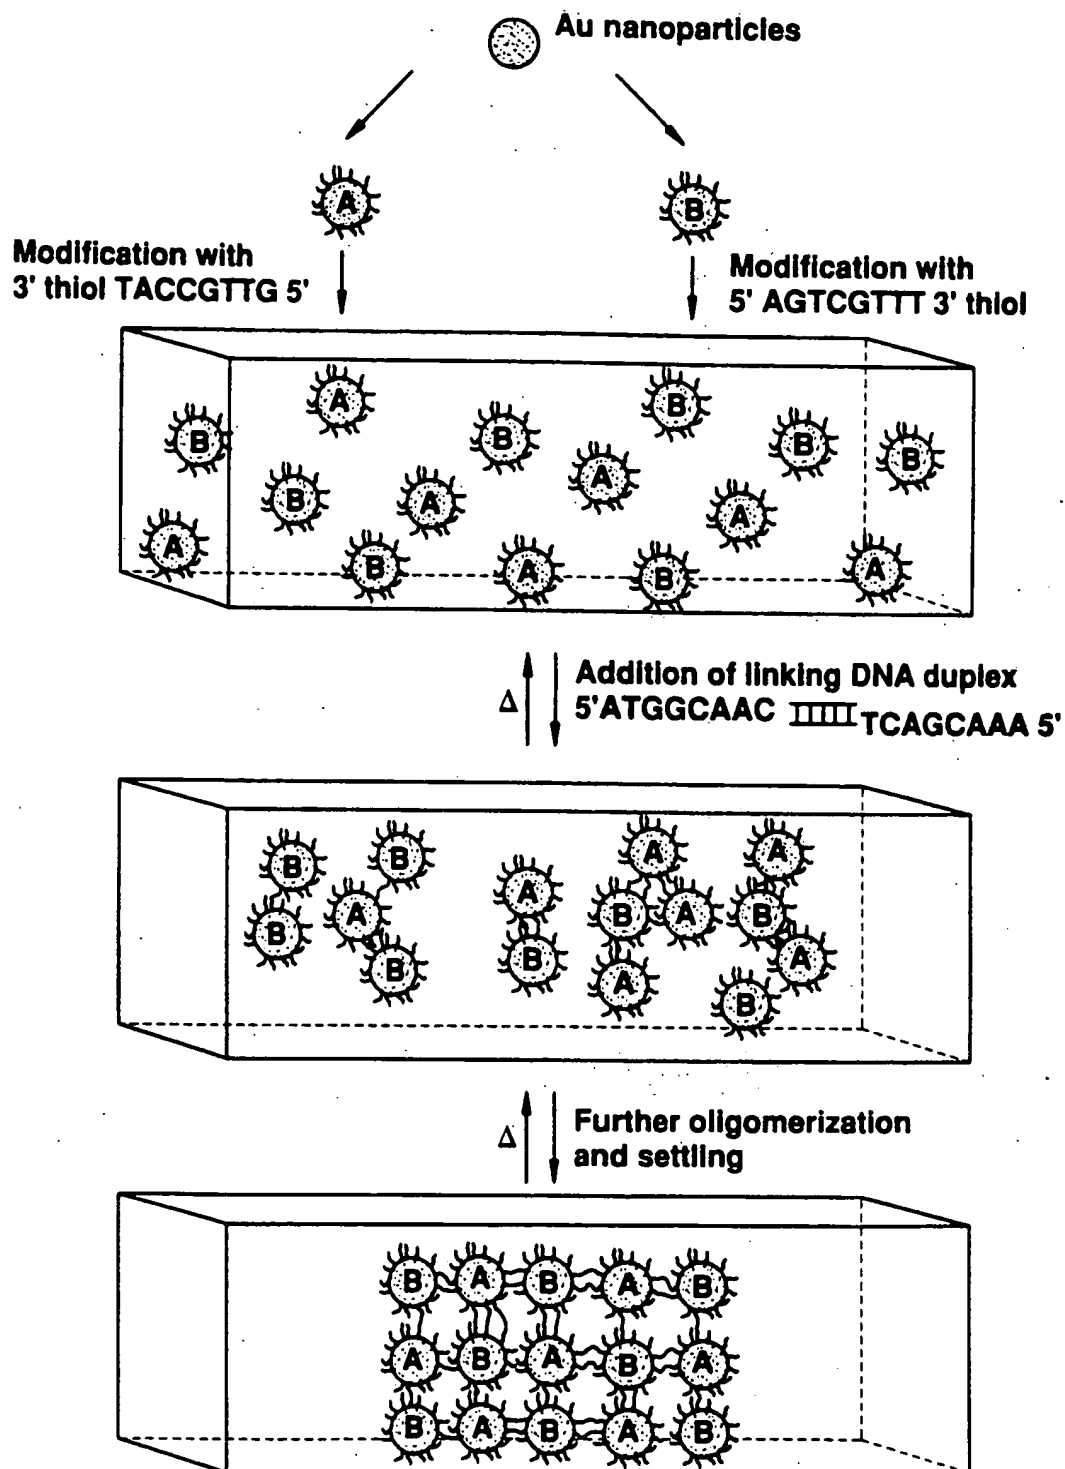 Au nanoparticles
A
B
Modification with
3' thiol TACCGTTG 5'
Modification with
5' AGTCGTTT 3' thiol
A B
B B B B
A
B A A
A B A B A
Δ
Addition of linking DNA duplex
5'ATGGCAAC
TCAGCAAA 5'
B B A A
A
B A B A B
B B A
A B
Δ
Further oligomerization
and settling
B A B A B
A B A B A
B A B A B